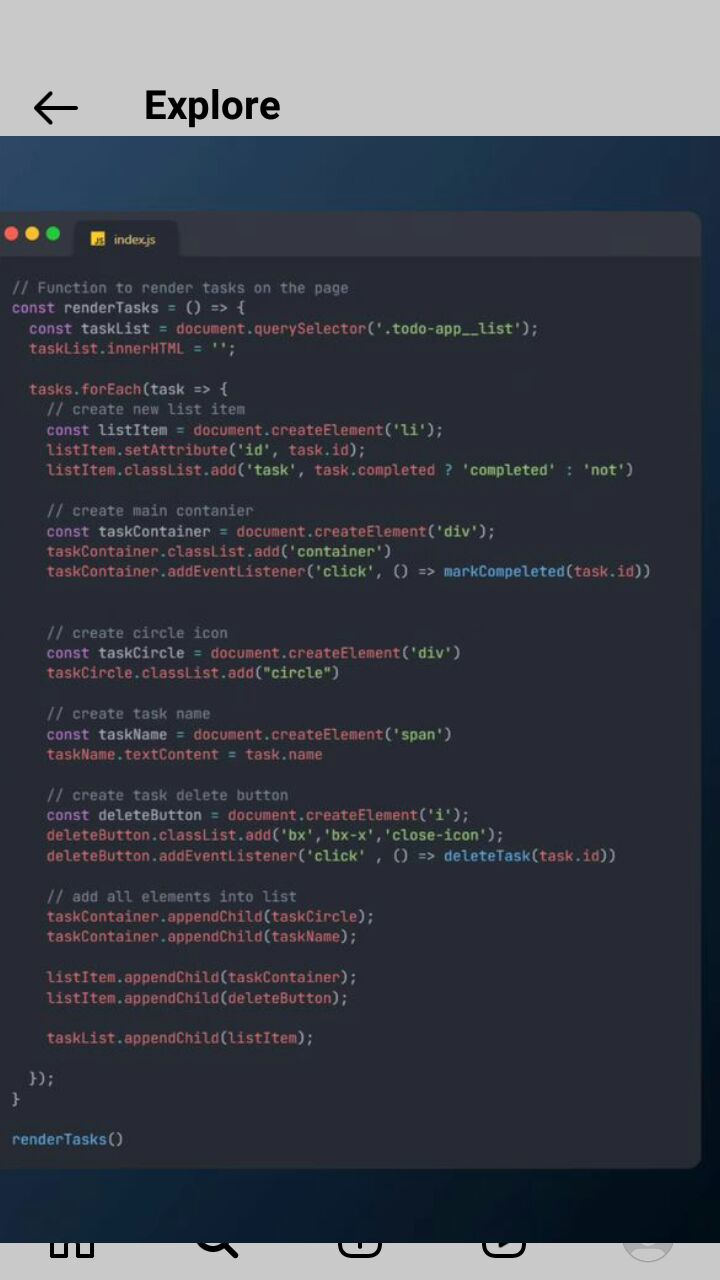 Explore
JS index.js
// Function to render tasks on the page
const renderTasks = () => {
const taskList = document.querySelector('.todo-app__list');
taskList.innerHTML = '';
tasks.forEach(task => {
// create new list item
const listItem = document.createElement('li');
listItem.setAttribute('id', task.id);
listItem.classList.add('task', task.completed ? 'completed' : 'not')
// create main contanier
const taskContainer = document.createElement('div');
taskContainer.classList.add('container')
taskContainer.addEventListener('click', () => markCompeleted(task.id))
// create circle icon
const taskCircle = document.createElement('div')
taskCircle.classList.add("circle")
// create task name
const taskName = document.createElement('span')
taskName.textContent = task.name
// create task delete button
const deleteButton = document.createElement('i');
deleteButton.classList.add('bx','bx-x','close-icon');
deleteButton.addEventListener('click' , () => deleteTask(task.id))
// add all elements into list
taskContainer.appendChild(taskCircle);
taskContainer.appendChild(taskName);
listItem.appendChild(taskContainer);
listItem.appendChild(deleteButton);
taskList.appendChild(listItem);
});
}
renderTasks()